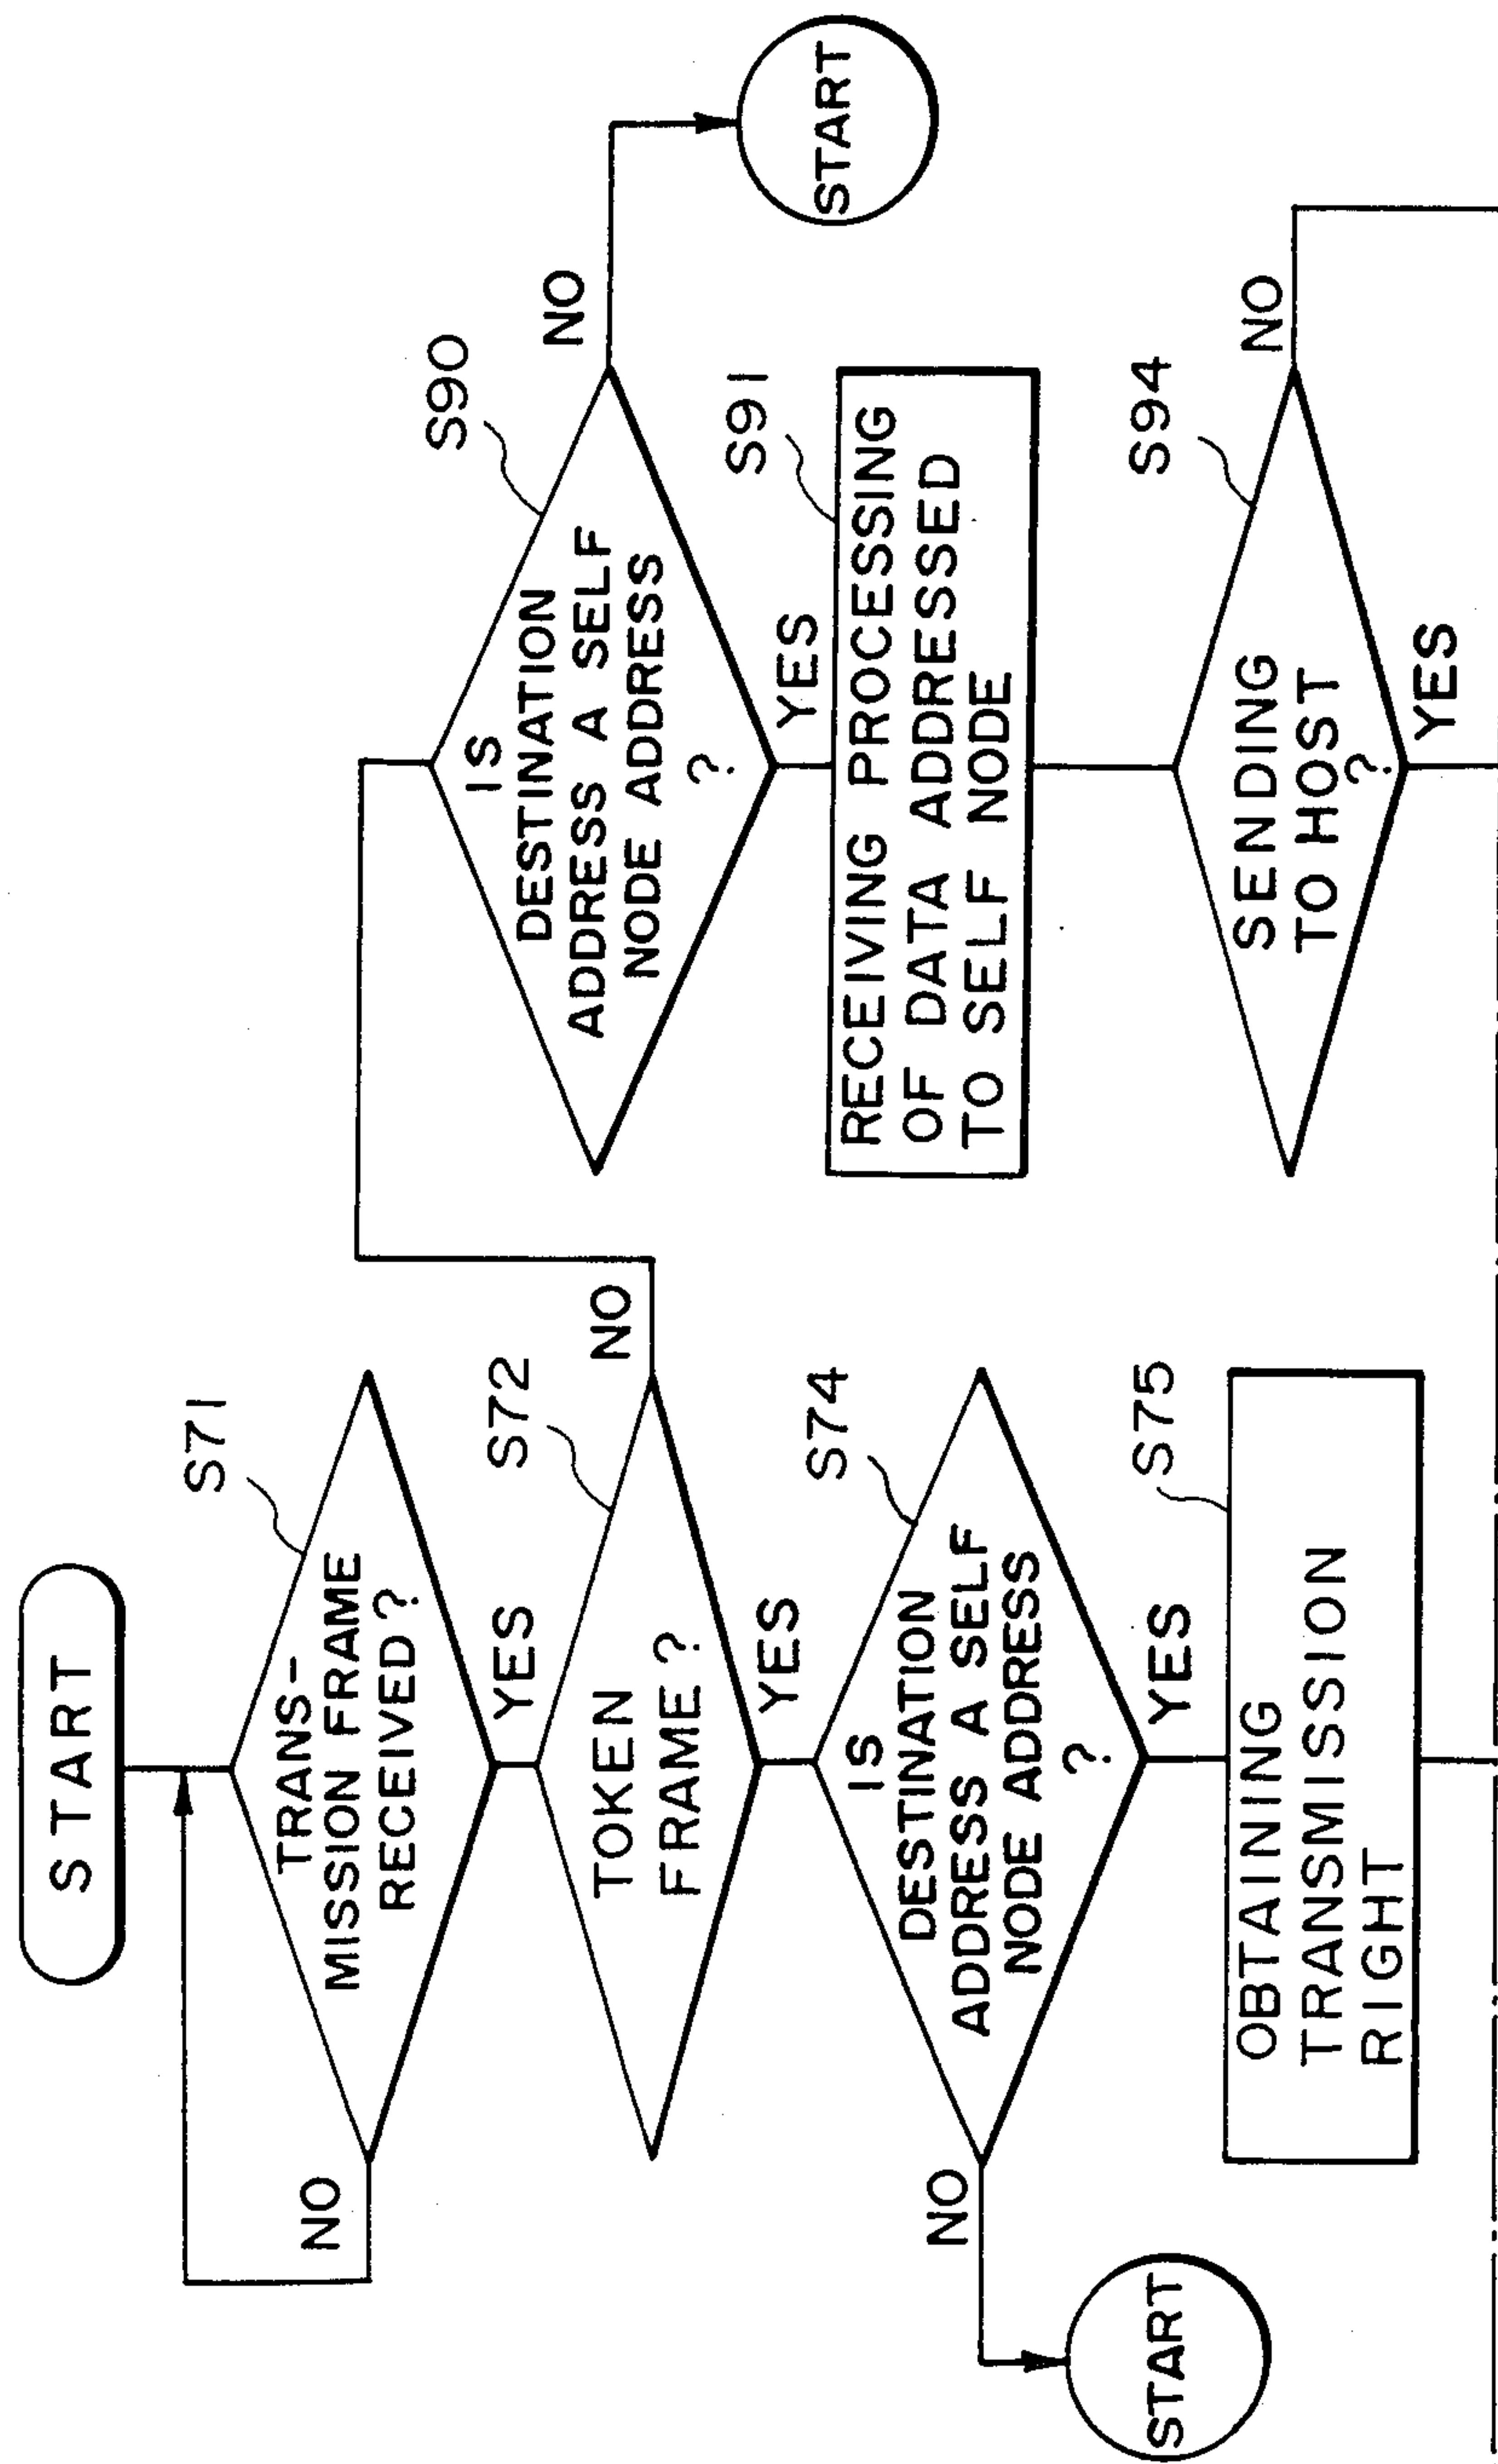 START
S71
TRANS-
MISSION FRAME
RECEIVED ?
NO
YES
S72
TOKEN
FRAME ?
NO
YES
S74
IS
DESTINATION
ADDRESS A SELF
NODE ADDRESS
?
NO
START
YES
S75
OBTAINING
TRANSMISSION
RIGHT
S90
IS
DESTINATION
ADDRESS A SELF
NODE ADDRESS
?
NO
START
YES
S91
RECEIVING PROCESSING
OF DATA ADDRESSED
TO SELF NODE
S94
SENDING
TO HOST
?
NO
YES